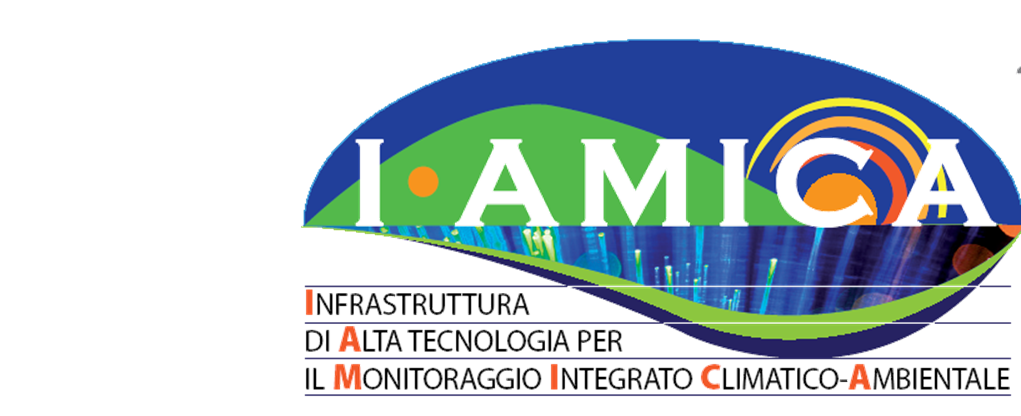 I AMICA
INFRASTRUTTURA
DI ALTA TECNOLOGIA PER
IL MONITORAGGIO INTEGRATO CLIMATICO-AMBIENTALE